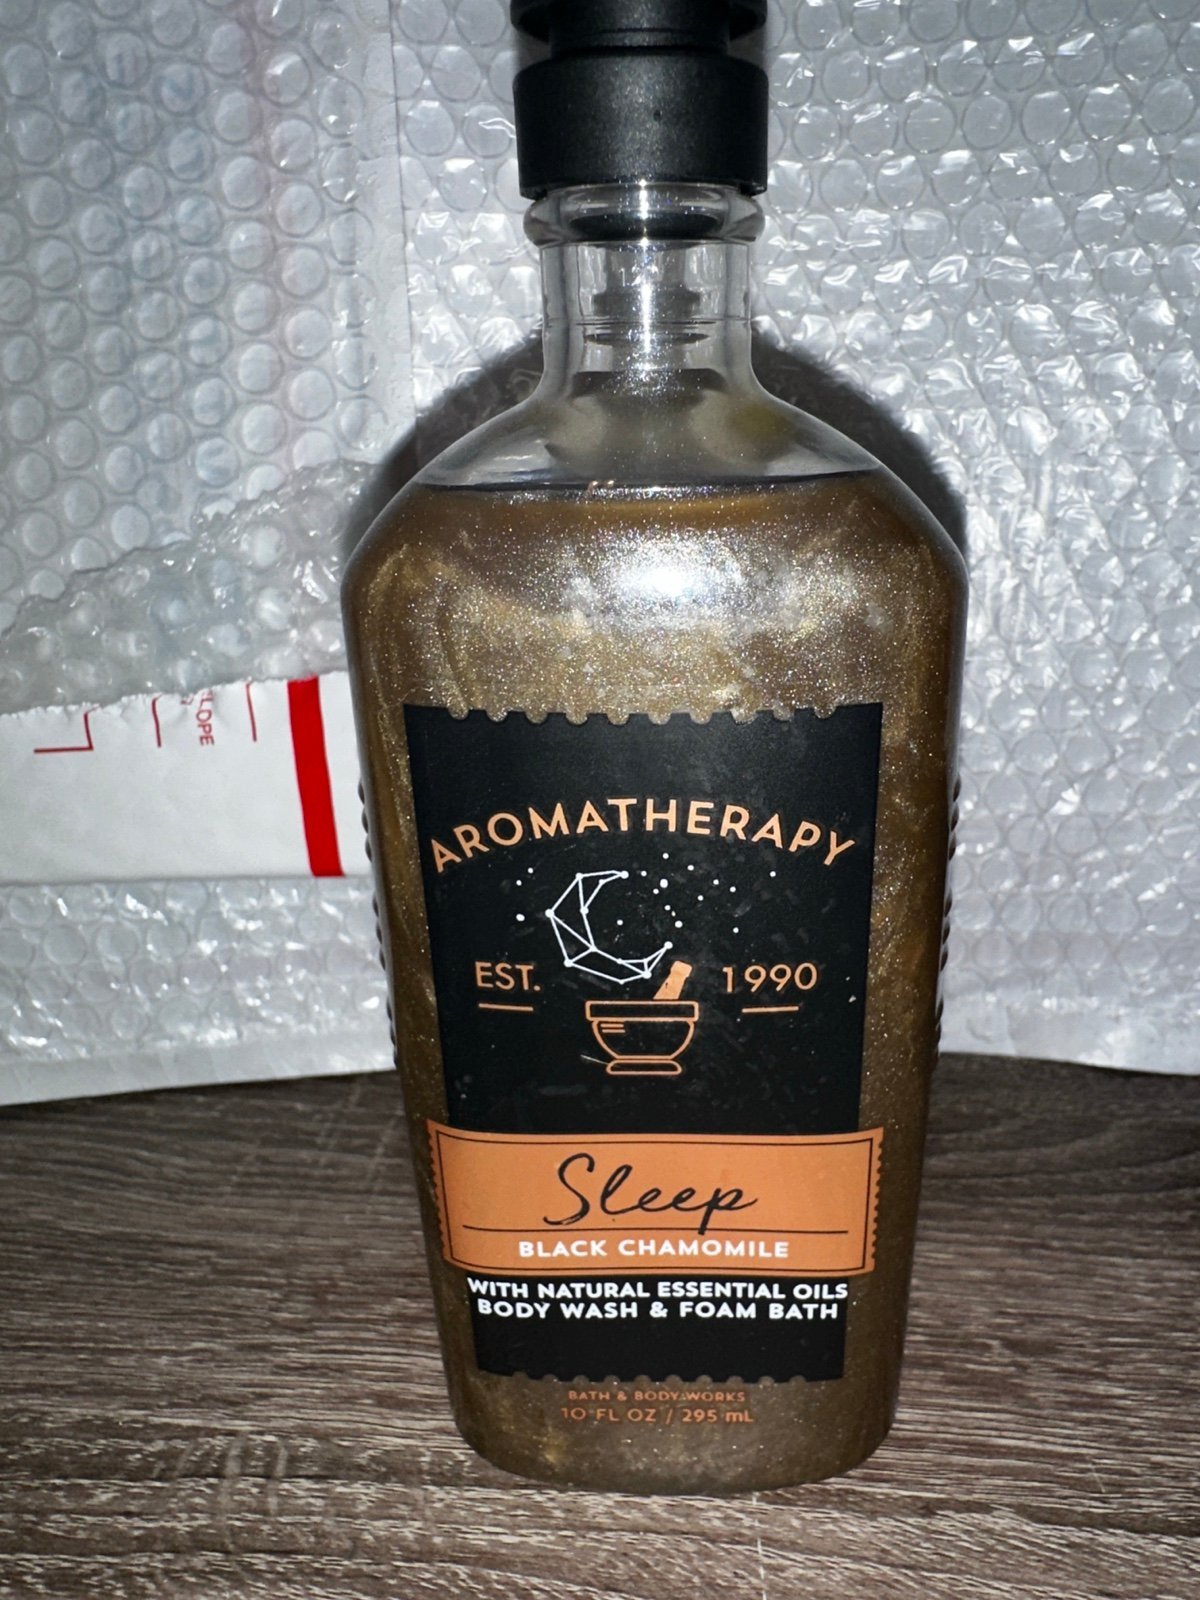 AROMATHERAPY
EST. 1990
Sleep
BLACK CHAMOMILE
WITH NATURAL ESSENTIAL OILS
BODY WASH & FOAM BATH
BATH & BODY WORKS
10 FL OZ / 295 mL